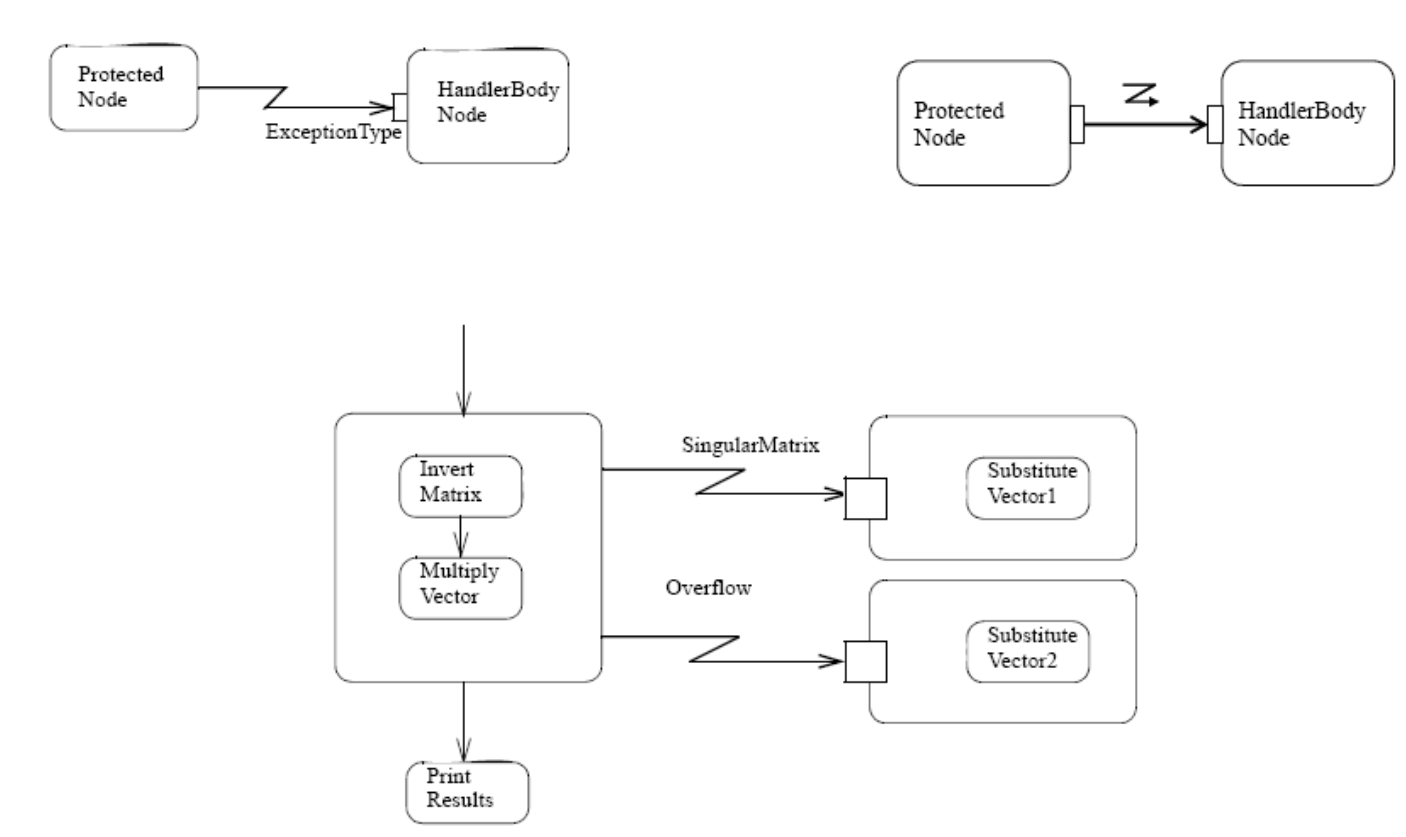 Protected
Node
ExceptionType
HandlerBody
Node
Protected
Node
HandlerBody
Node
Invert
Matrix
Multiply
Vector
SingularMatrix
Substitute
Vector1
Overflow
Substitute
Vector2
Print
Results